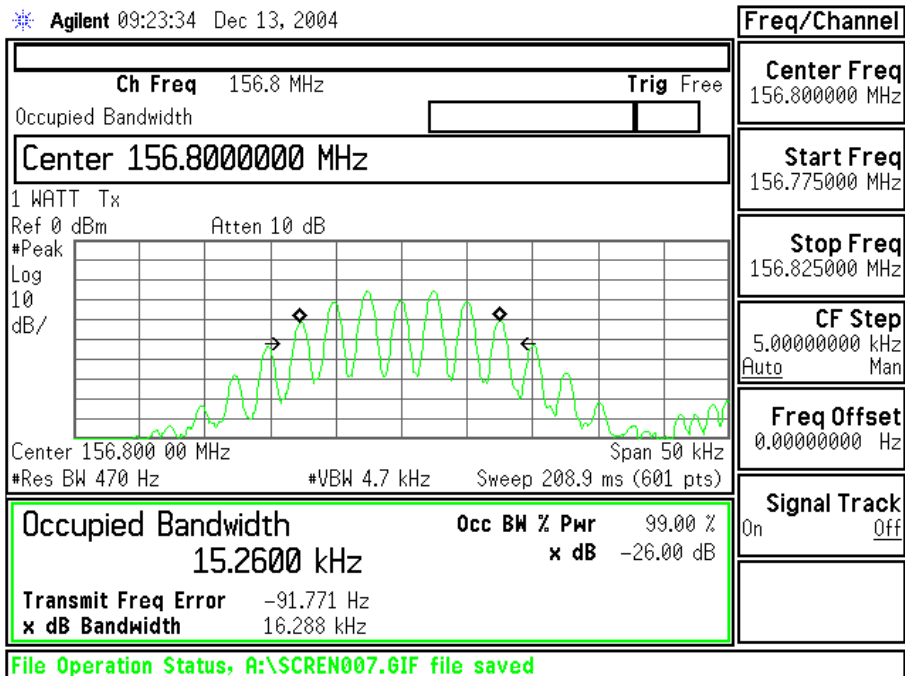 Agilent 09:23:34 Dec 13, 2004
Freq/Channel
Ch Freq 156.8 MHz Trig Free
Occupied Bandwidth
Center 156.8000000 MHz
1 WATT Tx
Ref 0 dBm Atten 10 dB
#Peak
Log
10
dB/
Center 156.800 00 MHz Span 50 kHz
#Res BW 470 Hz #VBW 4.7 kHz Sweep 208.9 ms (601 pts)
Occupied Bandwidth
15.2600 kHz
Occ BW % Pwr 99.00 %
x dB -26.00 dB
Transmit Freq Error -91.771 Hz
x dB Bandwidth 16.288 kHz
File Operation Status, A:\SCREN007.GIF file saved
Center Freq
156.800000 MHz
Start Freq
156.775000 MHz
Stop Freq
156.825000 MHz
CF Step
5.00000000 kHz
Auto Man
Freq Offset
0.00000000 Hz
Signal Track
On Off